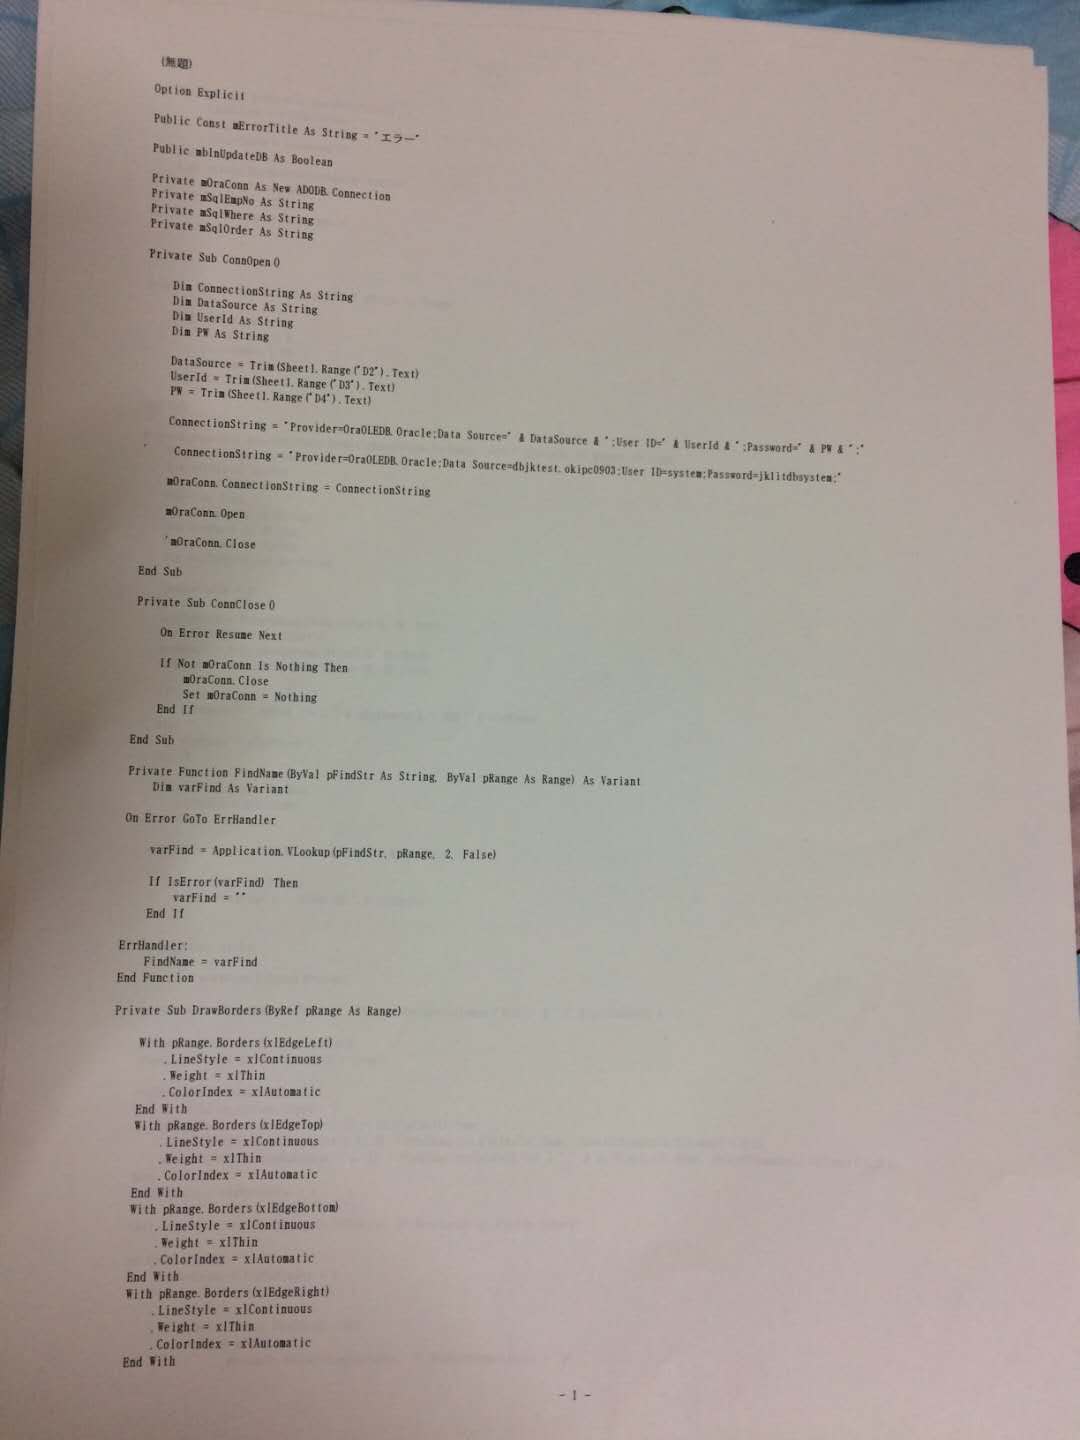 (無題)
Option Explicit
Public Const mErrorTitle As String = "エラー"
Public mblnUpdateDB As Boolean
Private mOraConn As New ADODB.Connection
Private mSqlEmpNo As String
Private mSqlWhere As String
Private mSqlOrder As String
Private Sub ConnOpen()
Dim ConnectionString As String
Dim DataSource As String
Dim UserId As String
Dim PW As String
DataSource = Trim(Sheet1.Range("D2").Text)
UserId = Trim(Sheet1.Range("D3").Text)
PW = Trim(Sheet1.Range("D4").Text)
ConnectionString = "Provider=OraOLEDB.Oracle;Data Source=" & DataSource & ";User ID=" & UserId & ";Password=" & PW & ";"
' ConnectionString = "Provider=OraOLEDB.Oracle;Data Source=dbjktest.okipc0903;User ID=system;Password=jklitdbsystem;"
mOraConn.ConnectionString = ConnectionString
mOraConn.Open
'mOraConn.Close
End Sub
Private Sub ConnClose()
On Error Resume Next
If Not mOraConn Is Nothing Then
mOraConn.Close
Set mOraConn = Nothing
End If
End Sub
Private Function FindName(ByVal pFindStr As String, ByVal pRange As Range) As Variant
Dim varFind As Variant
On Error GoTo ErrHandler
varFind = Application.VLookup(pFindStr, pRange, 2, False)
If IsError(varFind) Then
varFind = ""
End If
ErrHandler:
FindName = varFind
End Function
Private Sub DrawBorders(ByRef pRange As Range)
With pRange.Borders(xlEdgeLeft)
.LineStyle = xlContinuous
.Weight = xlThin
.ColorIndex = xlAutomatic
End With
With pRange.Borders(xlEdgeTop)
.LineStyle = xlContinuous
.Weight = xlThin
.ColorIndex = xlAutomatic
End With
With pRange.Borders(xlEdgeBottom)
.LineStyle = xlContinuous
.Weight = xlThin
.ColorIndex = xlAutomatic
End With
With pRange.Borders(xlEdgeRight)
.LineStyle = xlContinuous
.Weight = xlThin
.ColorIndex = xlAutomatic
End With
- 1 -